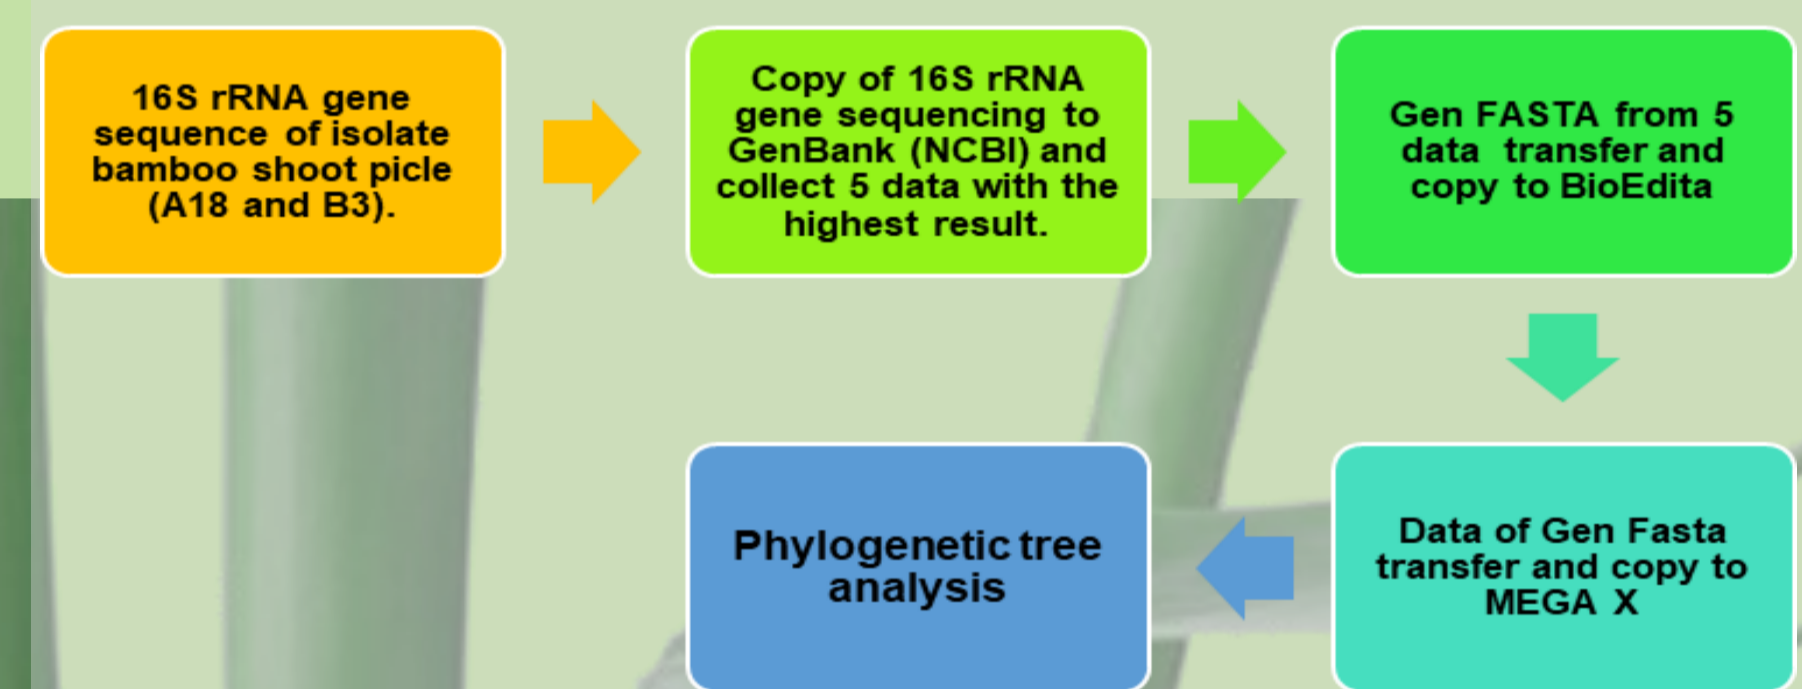 16S rRNA gene
sequence of isolate
bamboo shoot picle
(A18 and B3).
Copy of 16S rRNA
gene sequencing to
GenBank (NCBI) and
collect 5 data with the
highest result.
Gen FASTA from 5
data transfer and
copy to BioEdita
Data of Gen Fasta
transfer and copy to
MEGA X
Phylogenetic tree
analysis